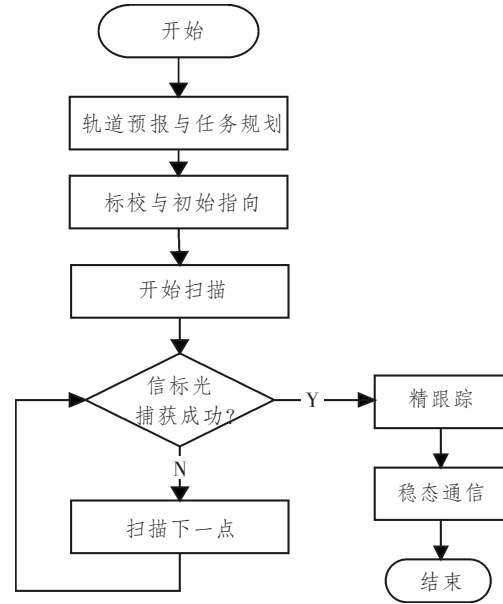 开始
轨道预报与任务规划
标校与初始指向
开始扫描
信标光
捕获成功?
Y
精跟踪
N
稳态通信
扫描下一点
结束